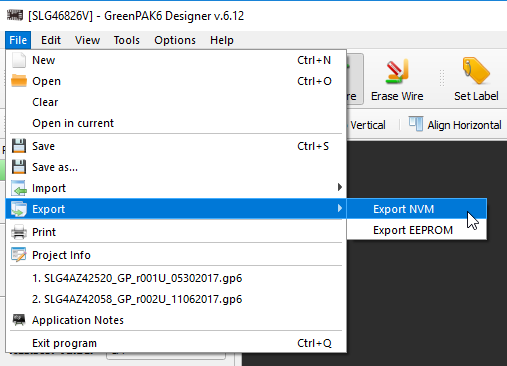 [SLG46826V] - GreenPAK6 Designer v.6.12
File Edit View Tools Options Help
New Ctrl+N
Open Ctrl+O
Clear
Open in current
Save Ctrl+S
Save as...
Import
Export
Print
Project Info
1. SLG4AZ42520_GP_r001U_05302017.gp6
2. SLG4AZ42058_GP_r002U_11062017.gp6
Application Notes
Exit program Ctrl+Q
Export NVM
Export EEPROM
Erase Wire
Set Label
Vertical
Align Horizontal